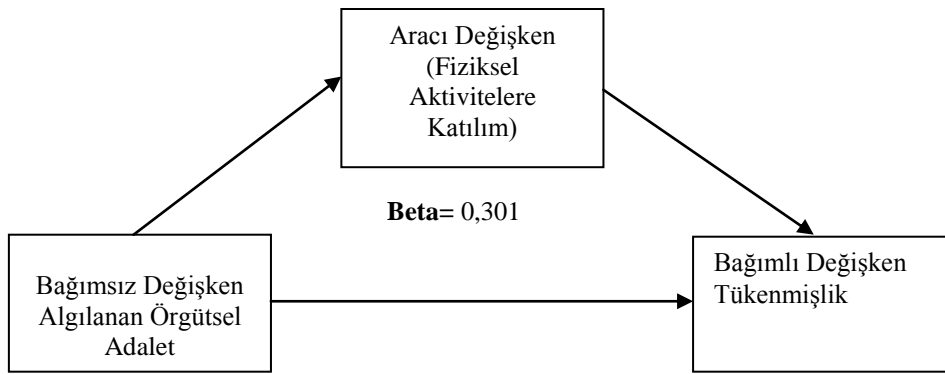 Aracı Değişken
(Fiziksel
Aktivitelere
Katılım)
Beta= 0,301
Bağımsız Değişken
Algılanan Örgütsel
Adalet
Bağımlı Değişken
Tükenmişlik